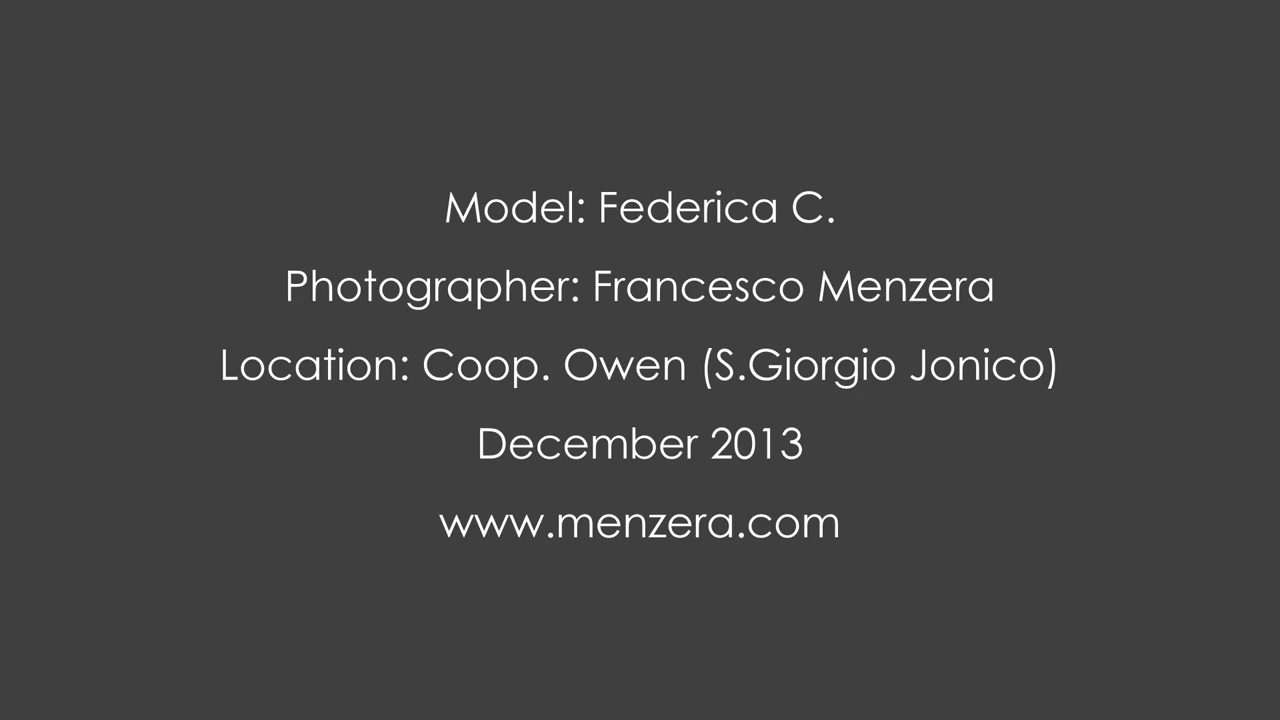 Model: Federica C.
Photographer: Francesco Menzera
Location: Coop. Owen (S.Giorgio Jonico)
December 2013
www.menzera.com